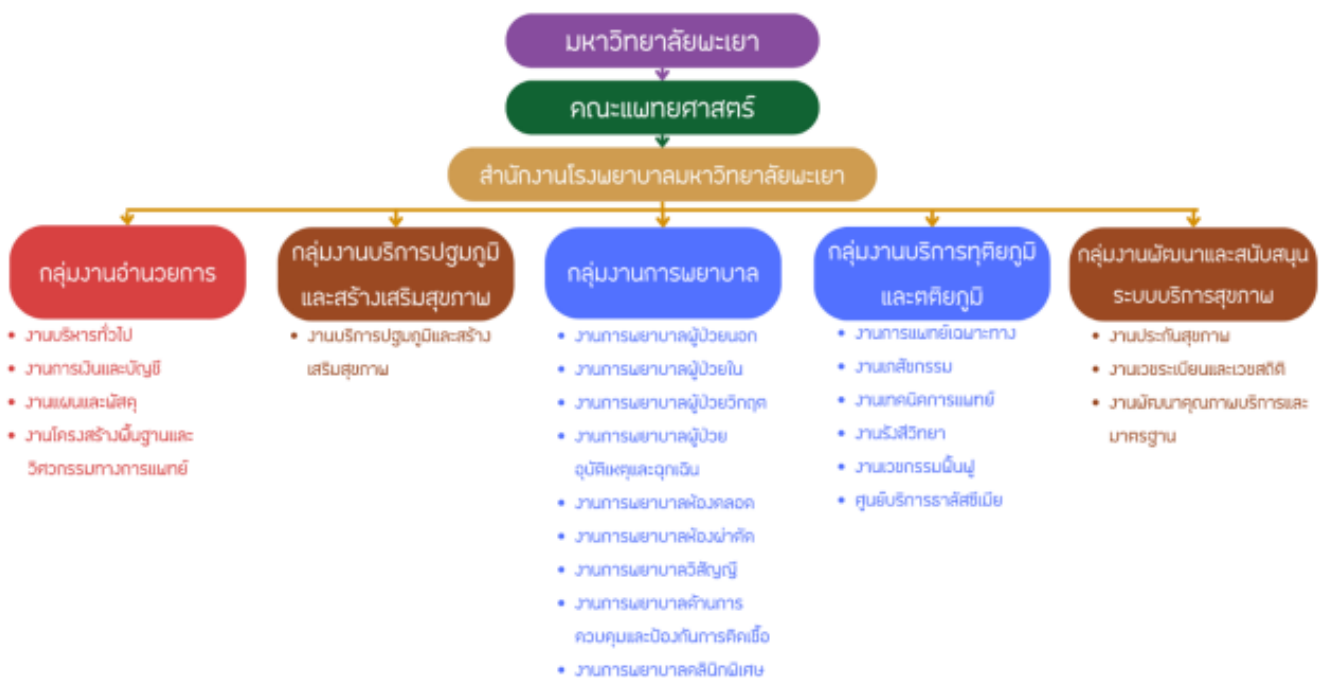 มหาวิทยาลัยพะเยา
คณะแพทยศาสตร์
สำนักงานโรงพยาบาลมหาวิทยาลัยพะเยา
กลุ่มงานอำนวยการ
• งานบริหารทั่วไป
• งานการเงินและบัญชี
• งานแผนและพัสดุ
• งานโครงสร้างพื้นฐานและ
วิศวกรรมทางการแพทย์
กลุ่มงานบริการปฐมภูมิ
และสร้างเสริมสุขภาพ
• งานบริการปฐมภูมิและสร้าง
เสริมสุขภาพ
กลุ่มงานการพยาบาล
• งานการพยาบาลผู้ป่วยนอก
• งานการพยาบาลผู้ป่วยใน
• งานการพยาบาลผู้ป่วยวิกฤต
• งานการพยาบาลผู้ป่วย
อุบัติเหตุและฉุกเฉิน
• งานการพยาบาลห้องคลอด
• งานการพยาบาลห้องผ่าตัด
• งานการพยาบาลวิสัญญี
• งานการพยาบาลด้านการ
ควบคุมและป้องกันการติดเชื้อ
• งานการพยาบาลคลินิกพิเศษ
กลุ่มงานบริการทุติยภูมิ
และตติยภูมิ
• งานการแพทย์เฉพาะทาง
• งานเภสัชกรรม
• งานเทคนิคการแพทย์
• งานรังสีวิทยา
• งานเวชกรรมฟื้นฟู
• ศูนย์บริการธาลัสซีเมีย
กลุ่มงานพัฒนาและสนับสนุน
ระบบบริการสุขภาพ
• งานประกันสุขภาพ
• งานเวชระเบียนและเวชสถิติ
• งานพัฒนาคุณภาพบริการและ
มาตรฐาน